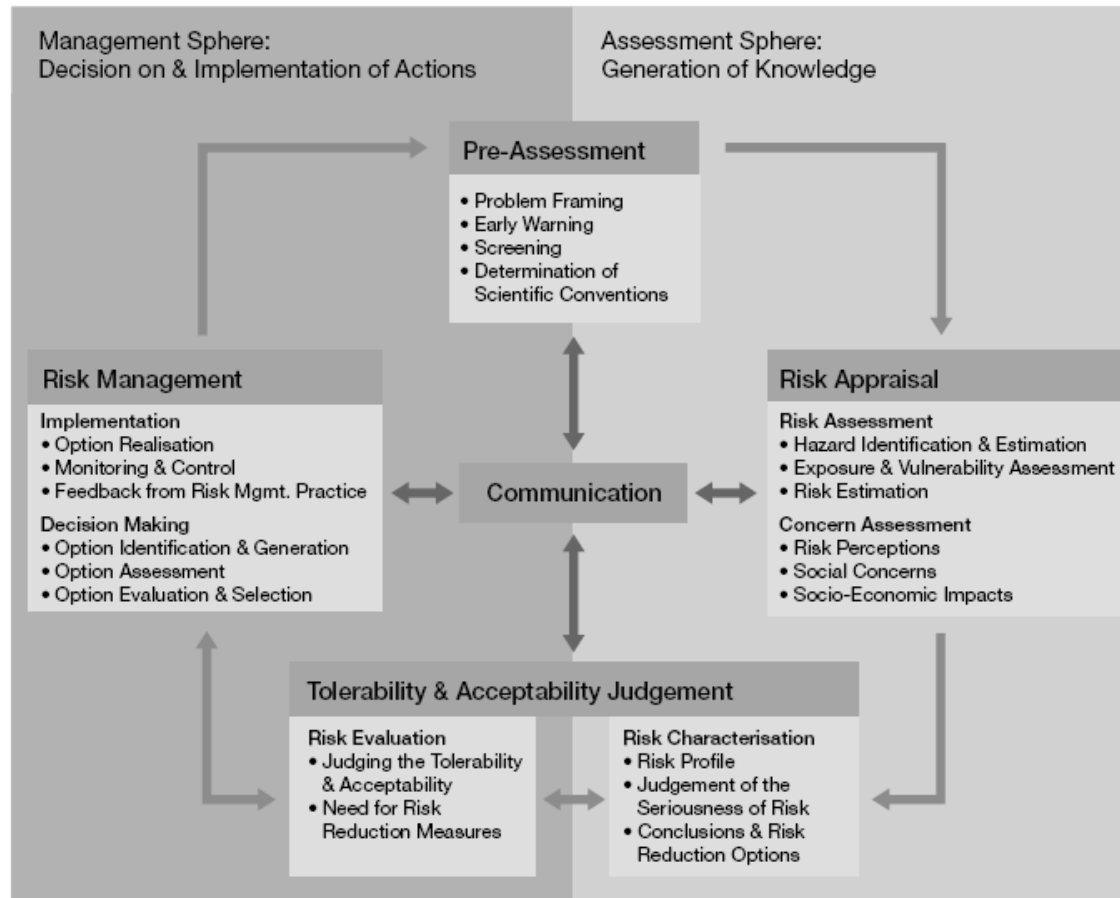 Management Sphere:
Decision on & Implementation of Actions
Assessment Sphere:
Generation of Knowledge
Pre-Assessment
• Problem Framing
• Early Warning
• Screening
• Determination of
Scientific Conventions
Risk Management
Implementation
• Option Realisation
• Monitoring & Control
• Feedback from Risk Mgmt. Practice
Decision Making
• Option Identification & Generation
• Option Assessment
• Option Evaluation & Selection
Communication
Risk Appraisal
Risk Assessment
• Hazard Identification & Estimation
• Exposure & Vulnerability Assessment
• Risk Estimation
Concern Assessment
• Risk Perceptions
• Social Concerns
• Socio-Economic Impacts
Tolerability & Acceptability Judgement
Risk Evaluation
• Judging the Tolerability
& Acceptability
• Need for Risk
Reduction Measures
Risk Characterisation
• Risk Profile
• Judgement of the
Seriousness of Risk
• Conclusions & Risk
Reduction Options